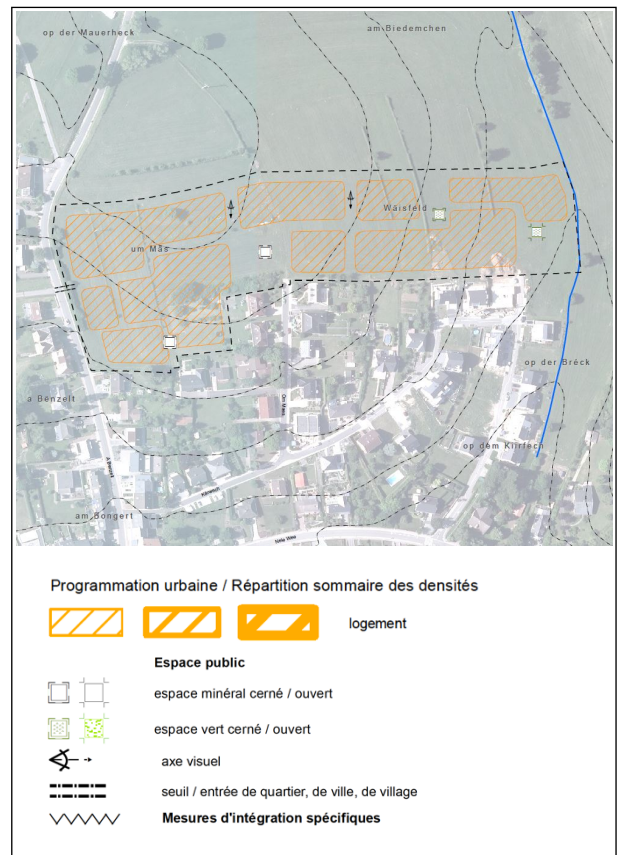 op der Mauerheck
am Biedemchen
Wäisfeld
um Mäs
op der Bréck
a Benzelt
op dem Kiirfech
am Bongert
Programmation urbaine / Répartition sommaire des densités
logement
Espace public
espace minéral cerné / ouvert
espace vert cerné / ouvert
axe visuel
seuil / entrée de quartier, de ville, de village
Mesures d'intégration spécifiques